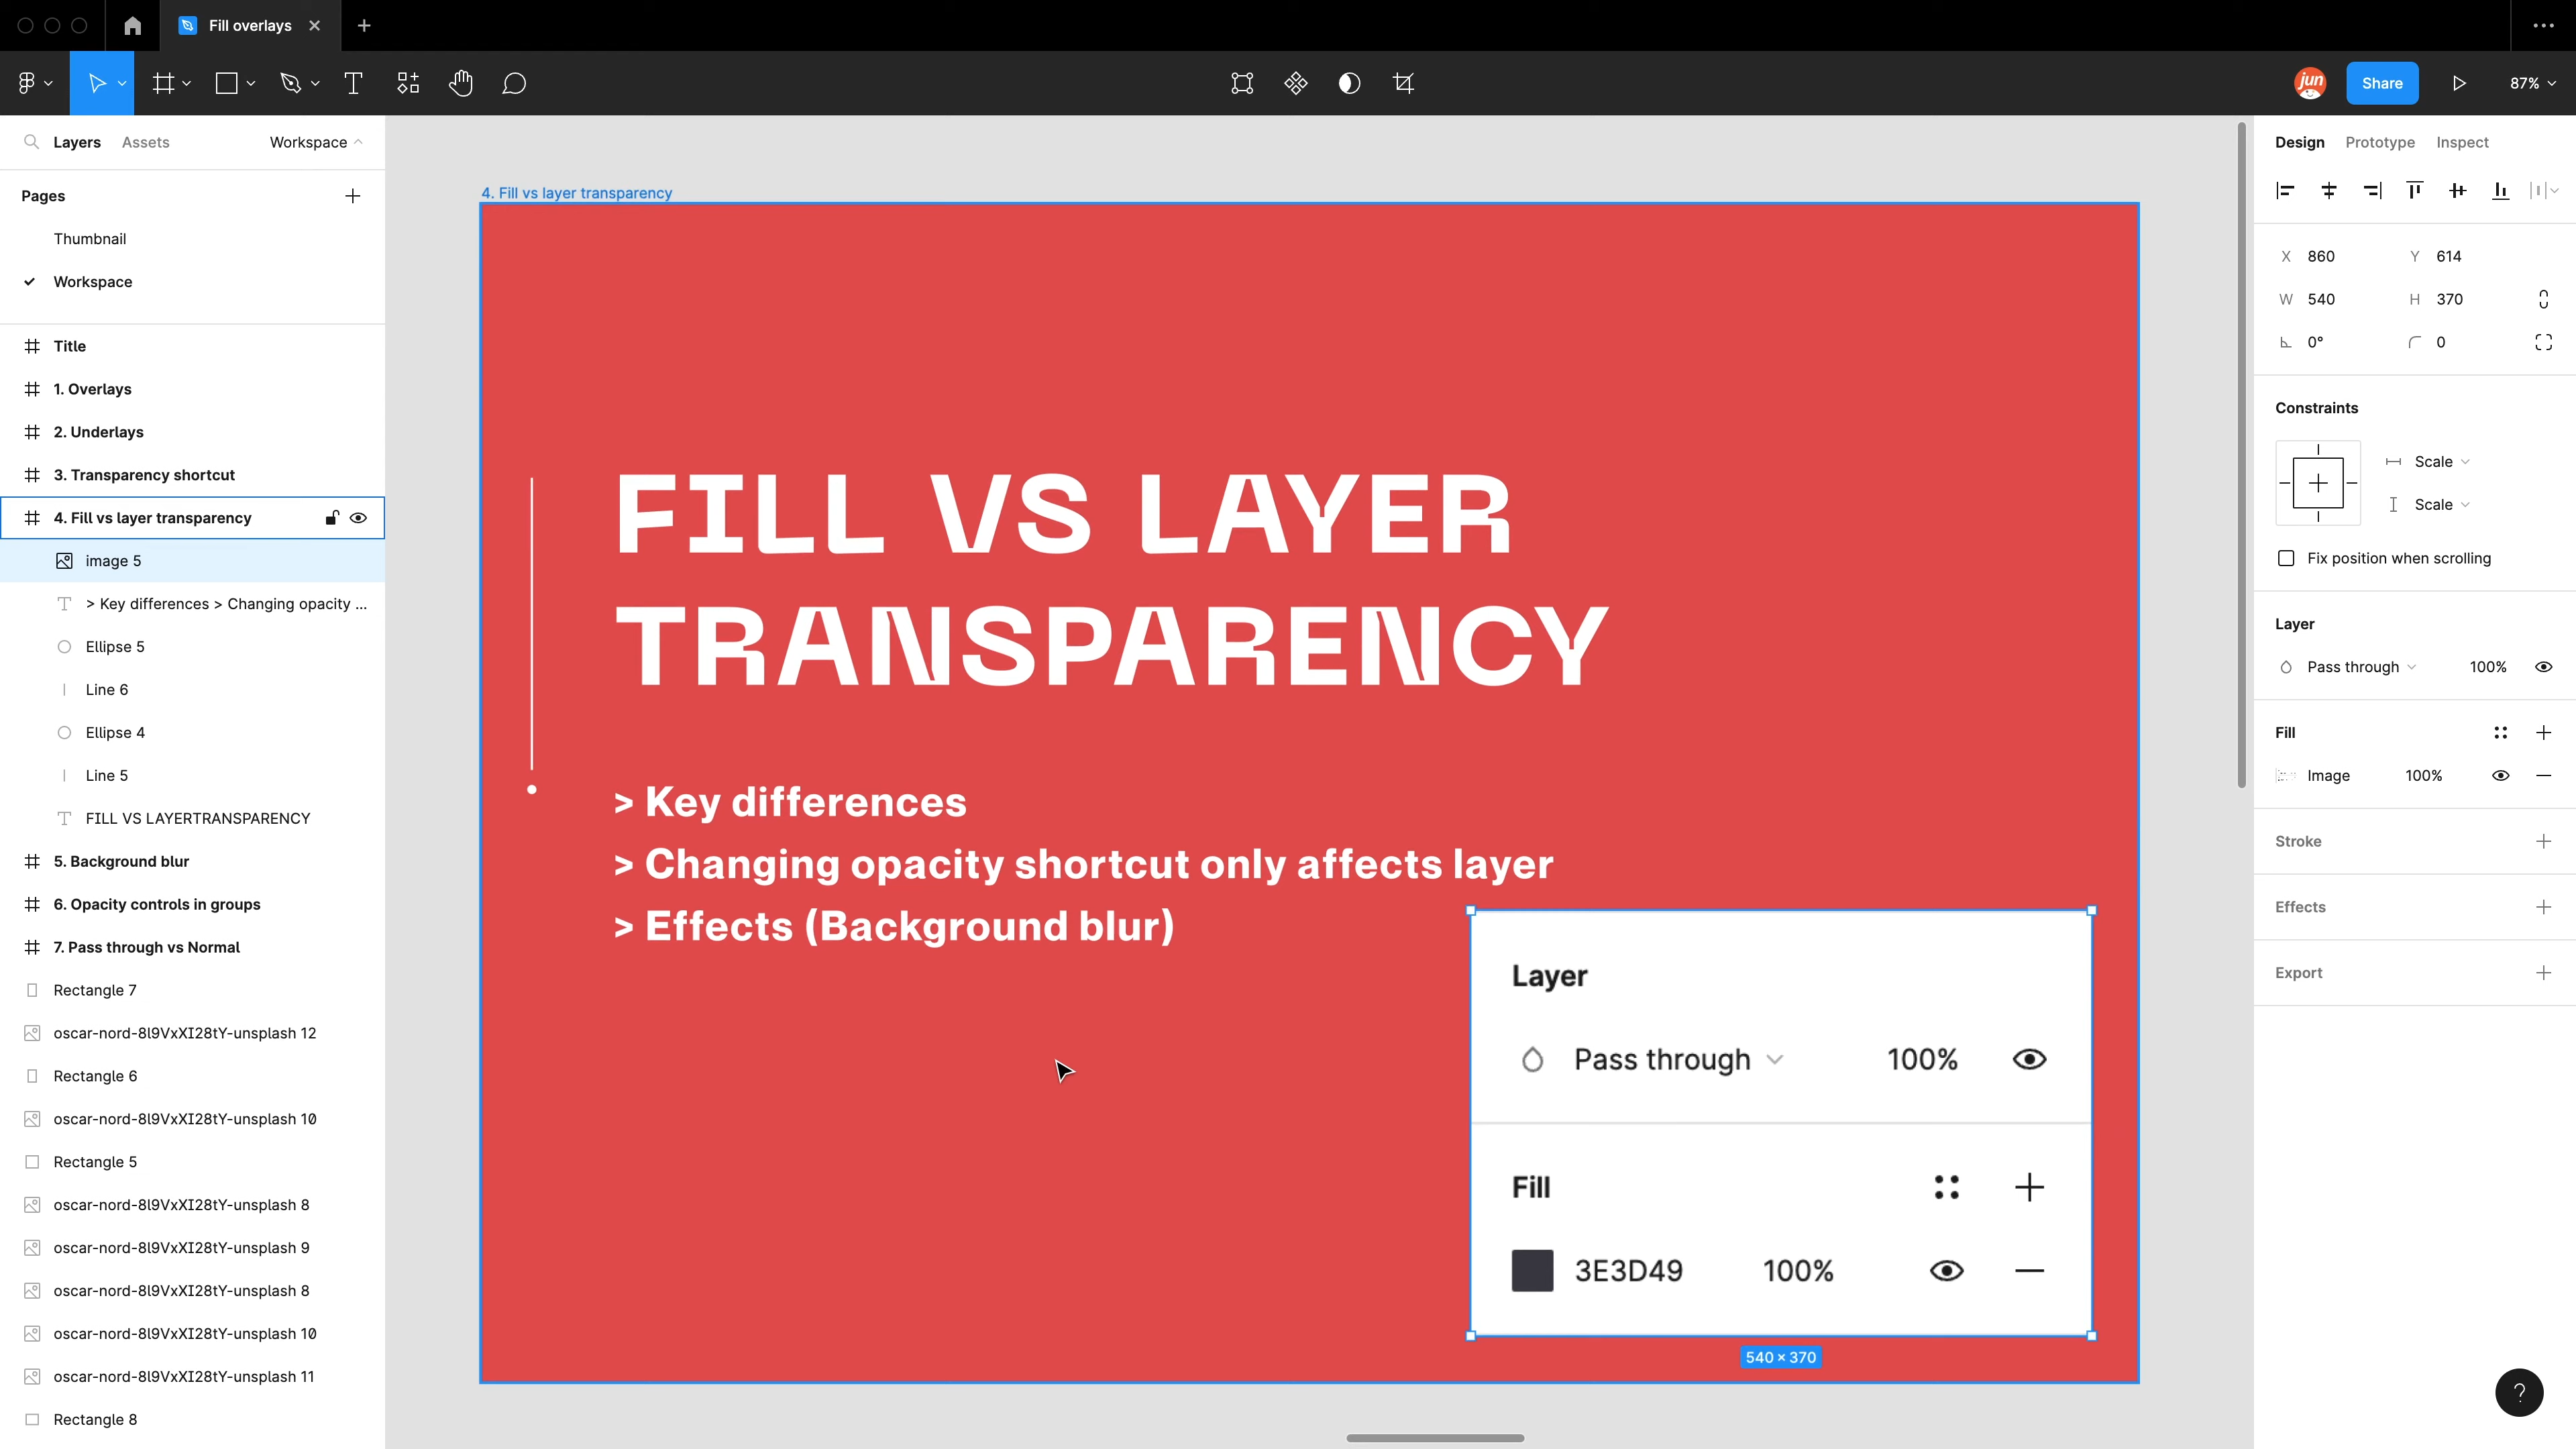 Fill overlays
jun
Share
87%
Layers
Assets
Workspace
Pages
Thumbnail
Workspace
Title
1. Overlays
2. Underlays
3. Transparency shortcut
4. Fill vs layer transparency
image 5
> Key differences > Changing opacity ...
Ellipse 5
Line 6
Ellipse 4
Line 5
FILL VS LAYERTRANSPARENCY
5. Background blur
6. Opacity controls in groups
7. Pass through vs Normal
Rectangle 7
oscar-nord-8l9VxXI28tY-unsplash 12
Rectangle 6
oscar-nord-8l9VxXI28tY-unsplash 10
Rectangle 5
oscar-nord-8l9VxXI28tY-unsplash 8
oscar-nord-8l9VxXI28tY-unsplash 9
oscar-nord-8l9VxXI28tY-unsplash 8
oscar-nord-8l9VxXI28tY-unsplash 10
oscar-nord-8l9VxXI28tY-unsplash 11
Rectangle 8
4. Fill vs layer transparency
FILL VS LAYER
TRANSPARENCY
> Key differences
> Changing opacity shortcut only affects layer
> Effects (Background blur)
Layer
Pass through 100%
Fill
3E3D49 100%
540 × 370
Design
Prototype
Inspect
X 860 Y 614
W 540 H 370
0° 0
Constraints
Scale
Scale
Fix position when scrolling
Layer
Pass through 100%
Fill
Image 100%
Stroke
Effects
Export
?